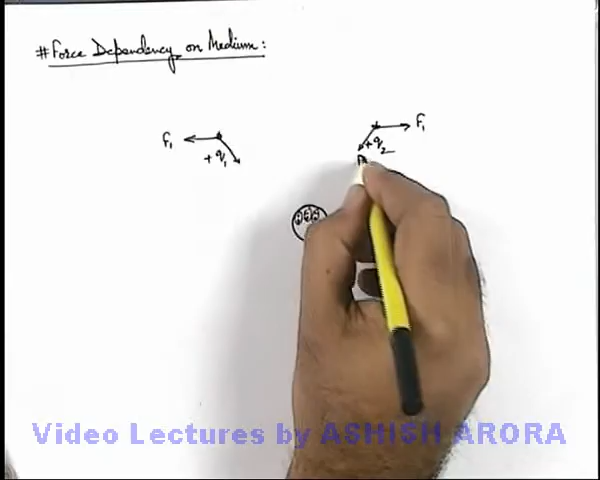 # Force Dependency on Medium:
F₁ F₁
+q₁ +q₂
Video Lectures by ASHISH ARORA